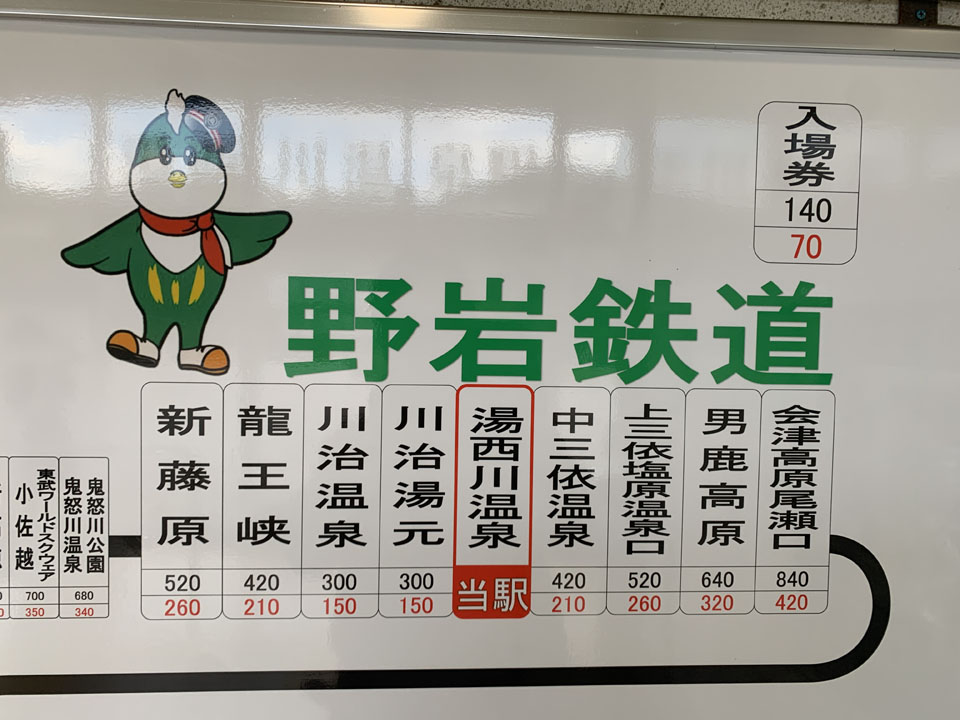 入場券
140
70
野岩鉄道
新藤原
520
260
龍王峡
420
210
川治温泉
300
150
川治湯元
300
150
湯西川温泉
当駅
中三依温泉
420
210
上三依塩原温泉口
520
260
男鹿高原
640
320
会津高原尾瀬口
840
420
東武ワールドスクウェア
小佐越
700
350
鬼怒川公園
鬼怒川温泉
680
340